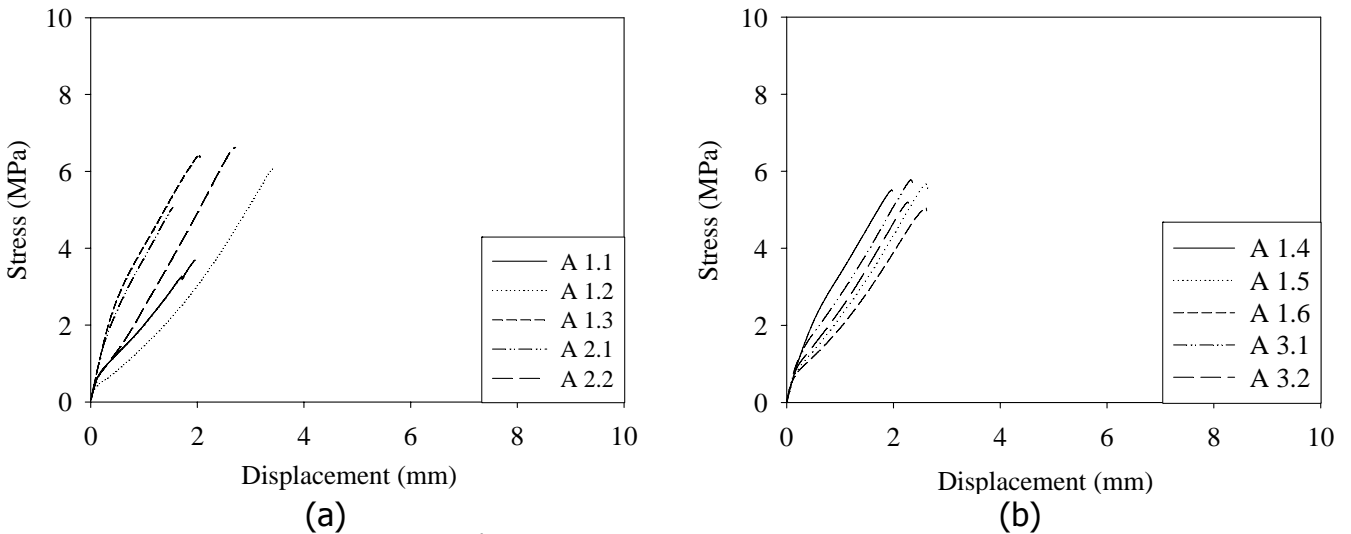 10
8
6
4
2
0
Stress (MPa)
A 1.1
A 1.2
A 1.3
A 2.1
A 2.2
0 2 4 6 8 10
Displacement (mm)
(a)
10
8
6
4
2
0
Stress (MPa)
A 1.4
A 1.5
A 1.6
A 3.1
A 3.2
0 2 4 6 8 10
Displacement (mm)
(b)